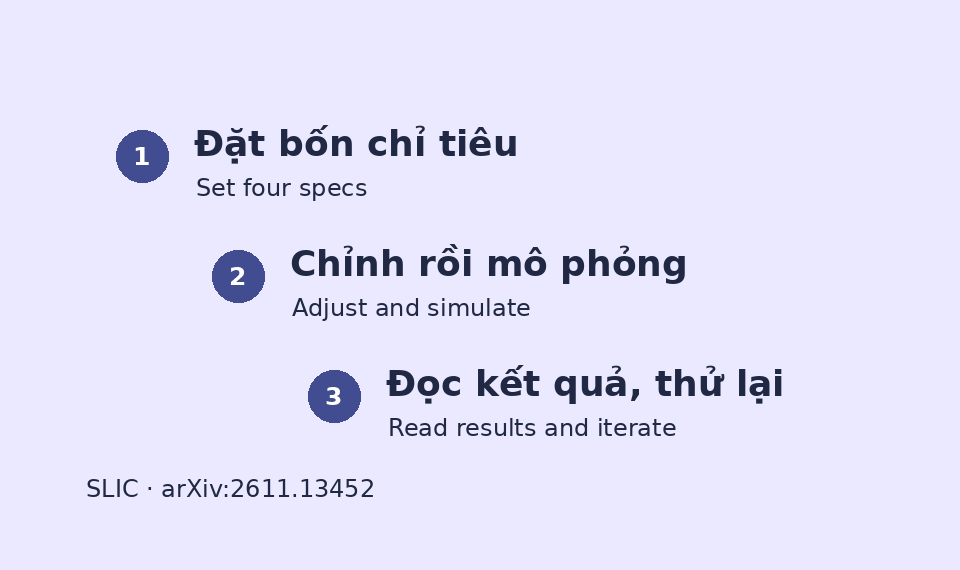 1 Đặt bốn chỉ tiêu
Set four specs
2 Chỉnh rồi mô phỏng
Adjust and simulate
3 Đọc kết quả, thử lại
Read results and iterate
SLIC · arXiv:2611.13452